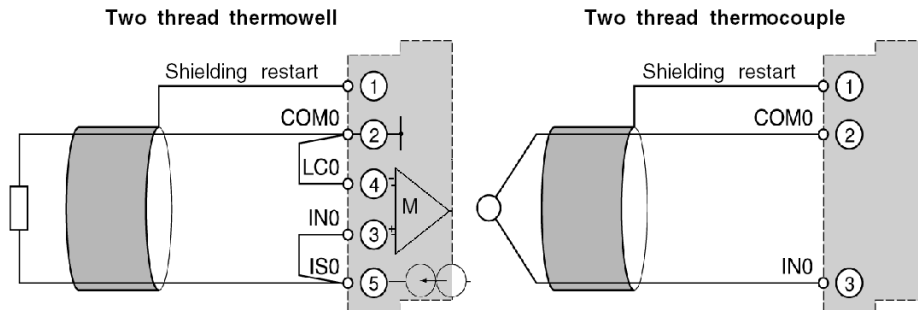 Two thread thermowell
Two thread thermocouple
Shielding restart
1
COM0
2
LC0
4
M
IN0
3
IS0
5
Shielding restart
1
COM0
2
IN0
3